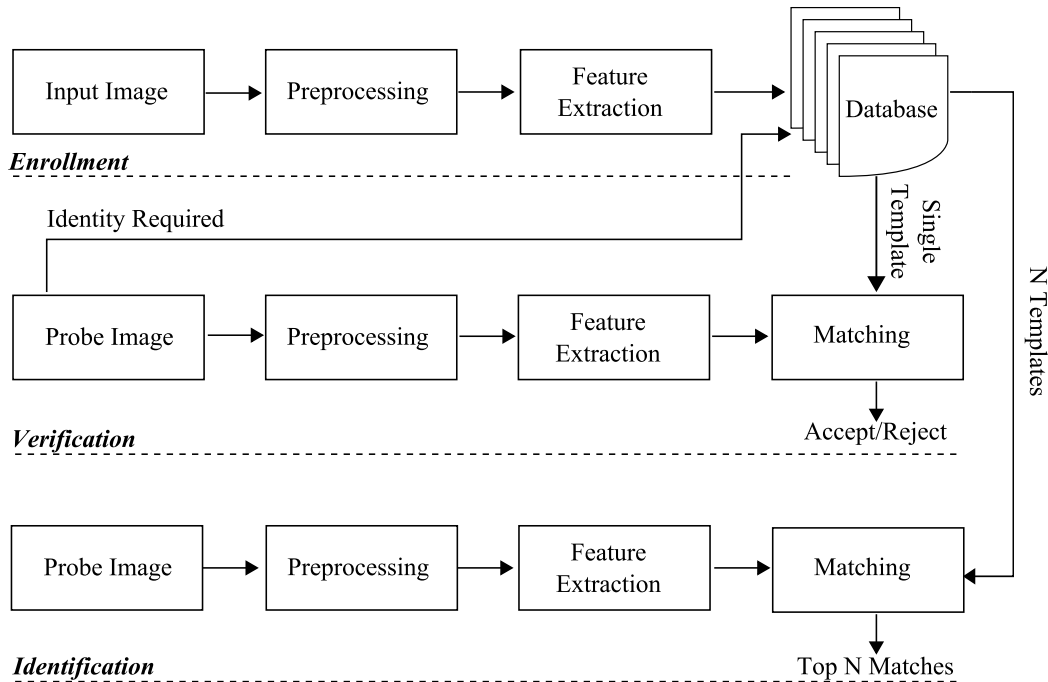 Input Image
Preprocessing
Feature
Extraction
Database
Enrollment
Identity Required
Single
Template
N Templates
Probe Image
Preprocessing
Feature
Extraction
Matching
Verification
Accept/Reject
Probe Image
Preprocessing
Feature
Extraction
Matching
Identification
Top N Matches